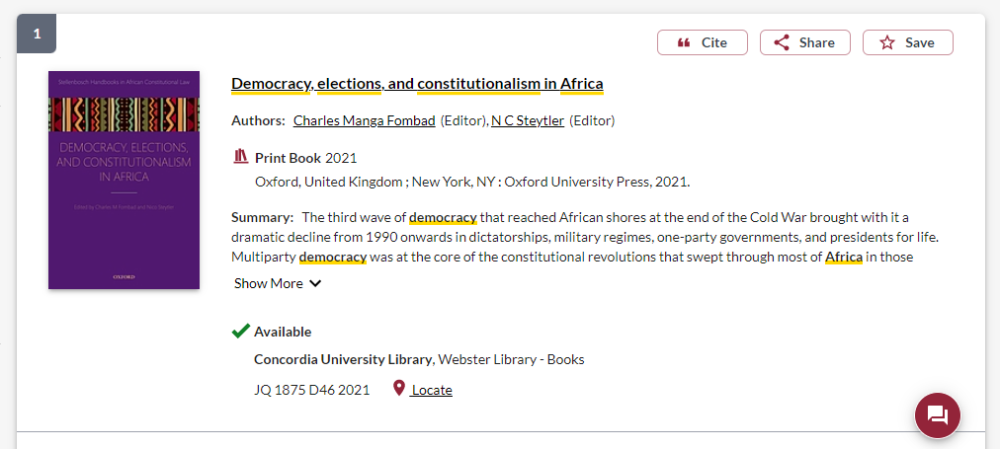 1
Cite
Share
Save
Stellenbosch Handbooks in African Constitutional Law
DEMOCRACY, ELECTIONS,
AND CONSTITUTIONALISM
IN AFRICA
Edited by Charles M Fombad and Nico Steytler
OXFORD
Democracy, elections, and constitutionalism in Africa
Authors: Charles Manga Fombad (Editor), N C Steytler (Editor)
Print Book 2021
Oxford, United Kingdom ; New York, NY : Oxford University Press, 2021.
Summary: The third wave of democracy that reached African shores at the end of the Cold War brought with it a
dramatic decline from 1990 onwards in dictatorships, military regimes, one-party governments, and presidents for life.
Multiparty democracy was at the core of the constitutional revolutions that swept through most of Africa in those
Show More
Available
Concordia University Library, Webster Library - Books
JQ 1875 D46 2021 Locate